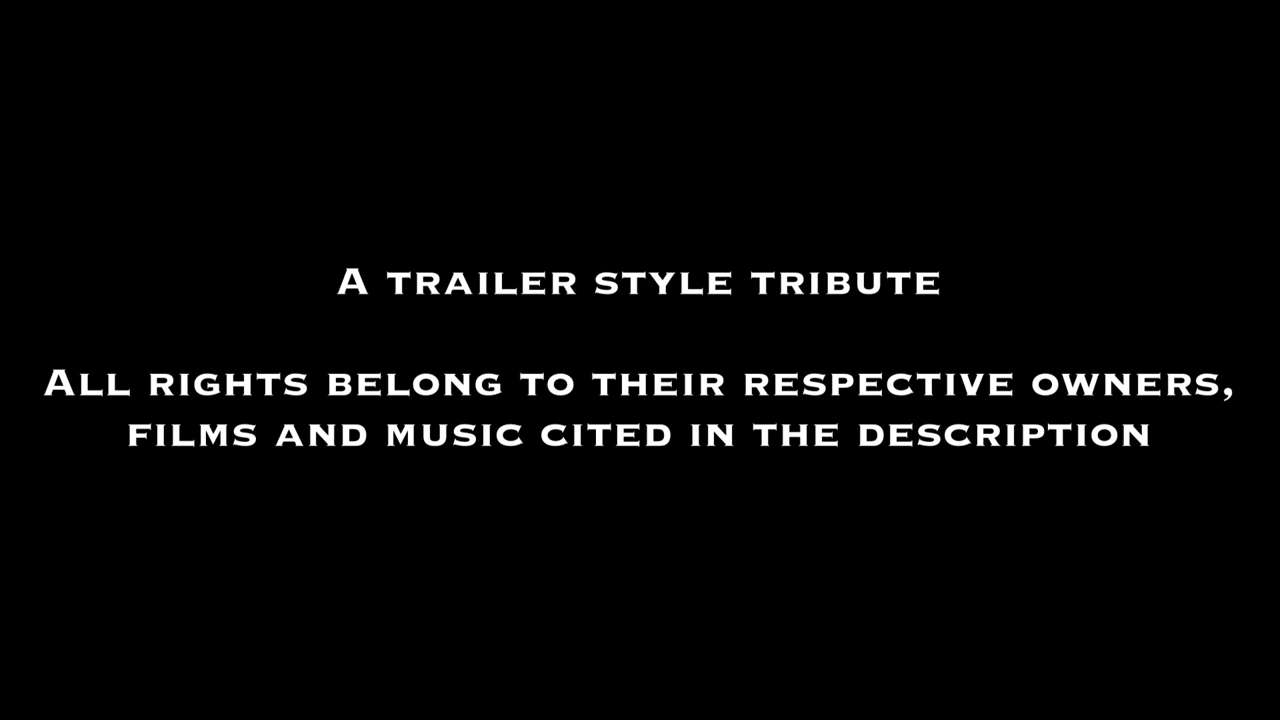 A TRAILER STYLE TRIBUTE
ALL RIGHTS BELONG TO THEIR RESPECTIVE OWNERS,
FILMS AND MUSIC CITED IN THE DESCRIPTION